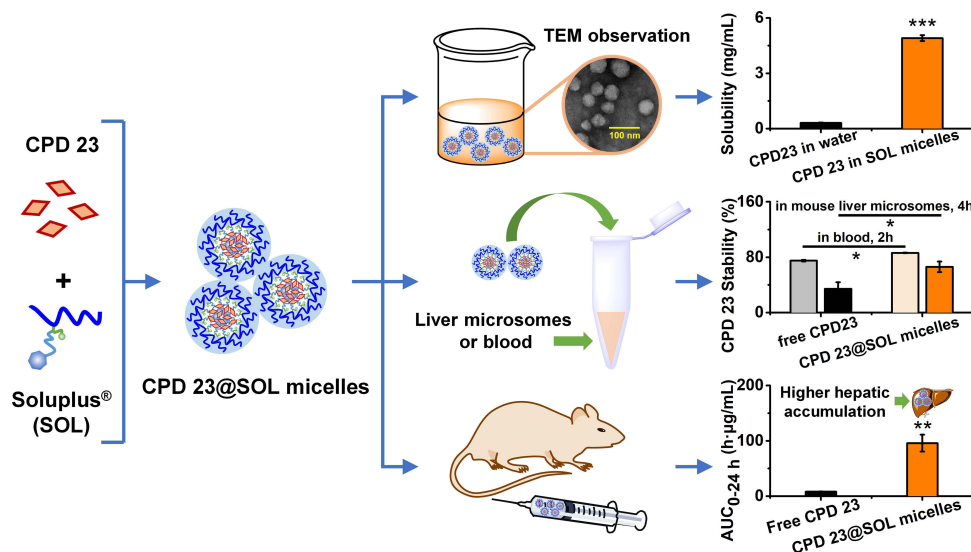 CPD 23
+
Soluplus®
(SOL)
CPD 23@SOL micelles
TEM observation
100 nm
Liver microsomes
or blood
Solubility (mg/mL)
6
3
0
CPD23 in water
CPD 23 in SOL micelles
***
CPD 23 Stability (%)
160
80
0
in mouse liver microsomes, 4h
*
in blood, 2h
*
free CPD23
CPD 23@SOL micelles
AUC0-24 h (h·μg/mL)
200
100
0
Higher hepatic
accumulation
**
Free CPD 23
CPD 23@SOL micelles